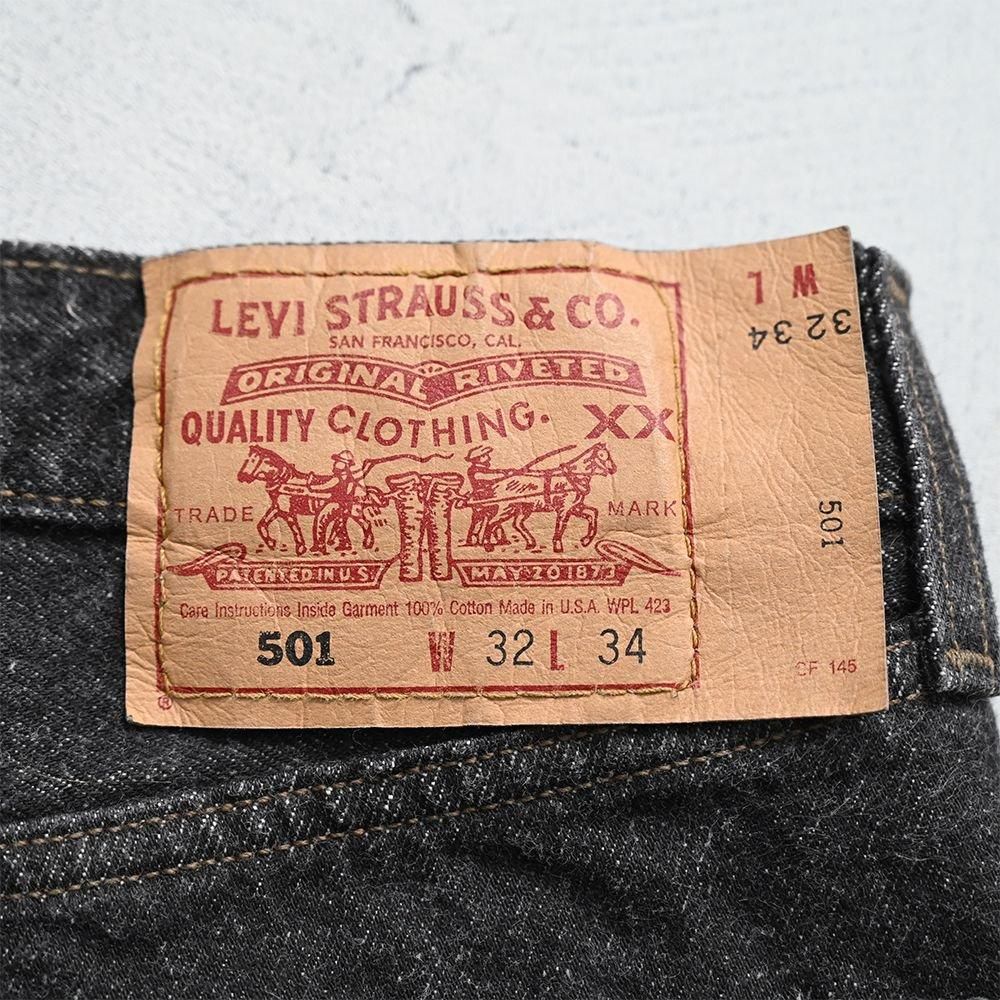 LEVI STRAUSS & CO.
SAN FRANCISCO, CAL.
ORIGINAL RIVETED
QUALITY CLOTHING. XX
TRADE MARK
PATENTED IN U.S. MAY 20 1873
Care Instructions Inside Garment 100% Cotton Made in U.S.A. WPL 423
501 W 32 L 34
®
W L
32 34
501
CF 145